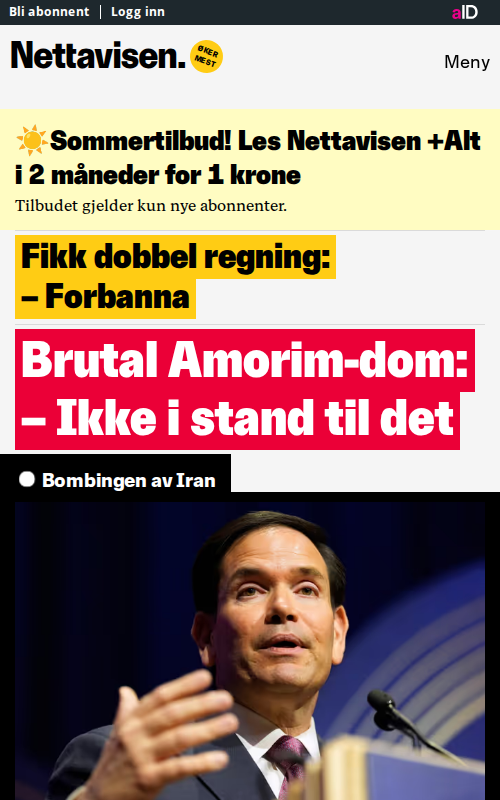 Bli abonnent | Logg inn
aID
Nettavisen.
ØKER
MEST
Meny
☀️Sommertilbud! Les Nettavisen +Alt
i 2 måneder for 1 krone
Tilbudet gjelder kun nye abonnenter.
Fikk dobbel regning:
– Forbanna
Brutal Amorim-dom:
– Ikke i stand til det
Bombingen av Iran